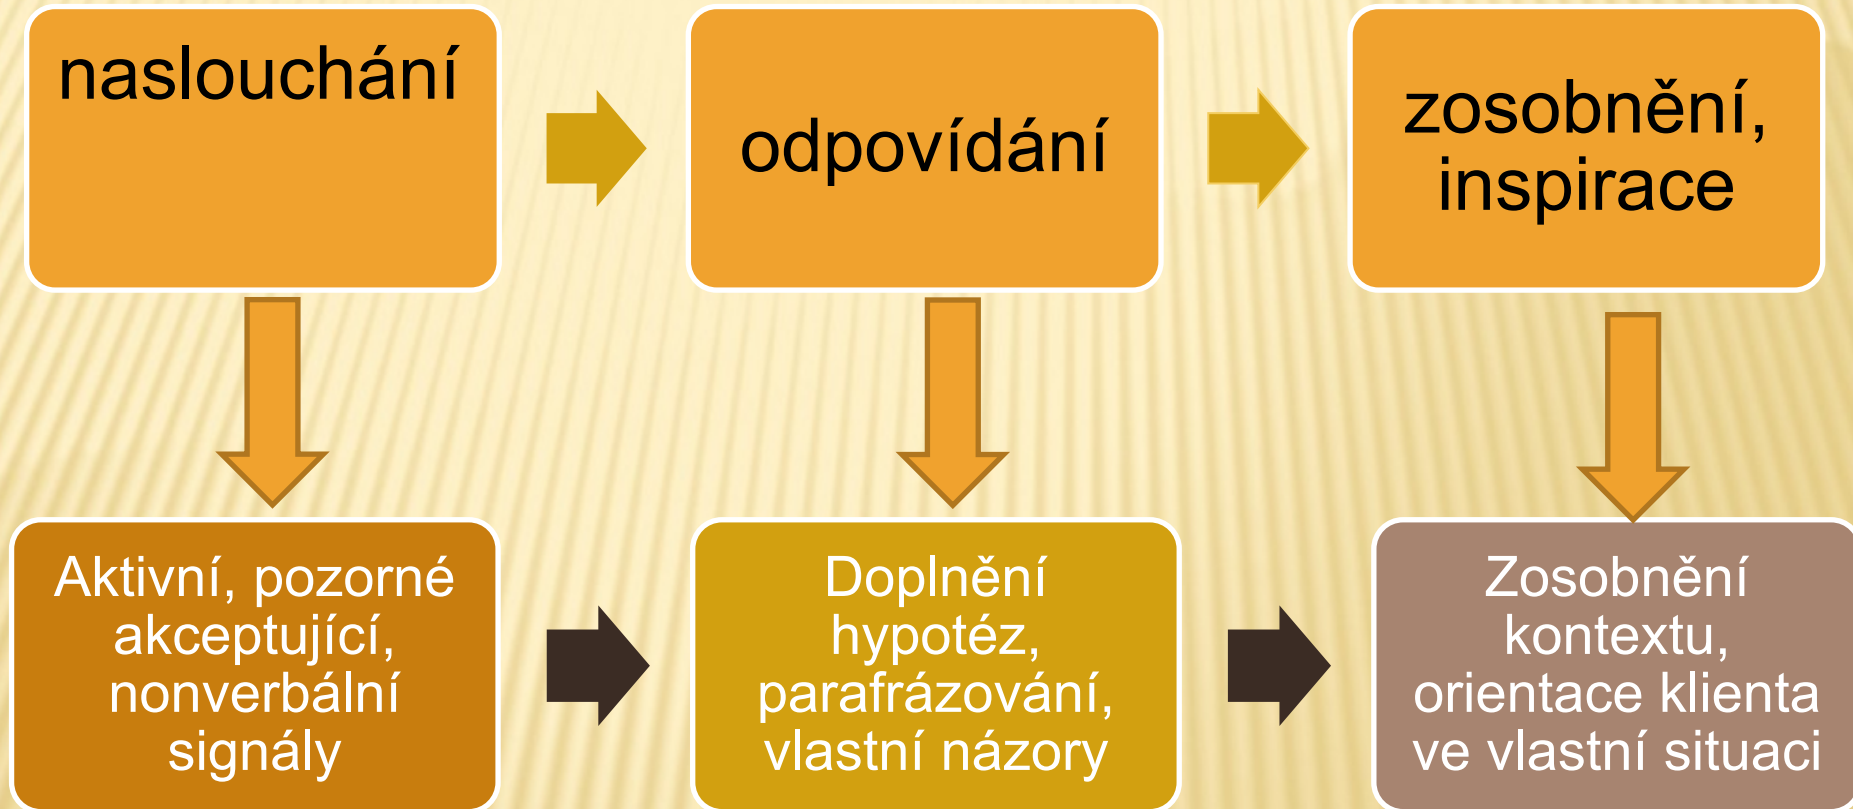 naslouchání
odpovídání
zosobnění,
inspirace
Aktivní, pozorné
akceptující,
nonverbální
signály
Doplnění
hypotéz,
parafrázování,
vlastní názory
Zosobnění
kontextu,
orientace klienta
ve vlastní situaci